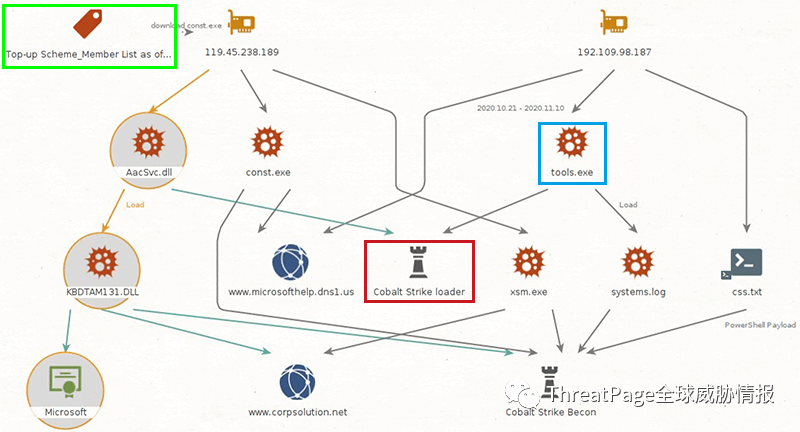 download const.exe
Top-up Scheme_Member List as of...
119.45.238.189
192.109.98.187
2020.10.21 - 2020.11.10
AacSvc.dll
const.exe
tools.exe
Load
Load
KBDTAM131.DLL
www.microsofthelp.dns1.us
Cobalt Strike loader
xsm.exe
systems.log
css.txt
PowerShell Payload
Microsoft
www.corpsolution.net
Cobalt Strike Becon
ThreatPage全球威胁情报